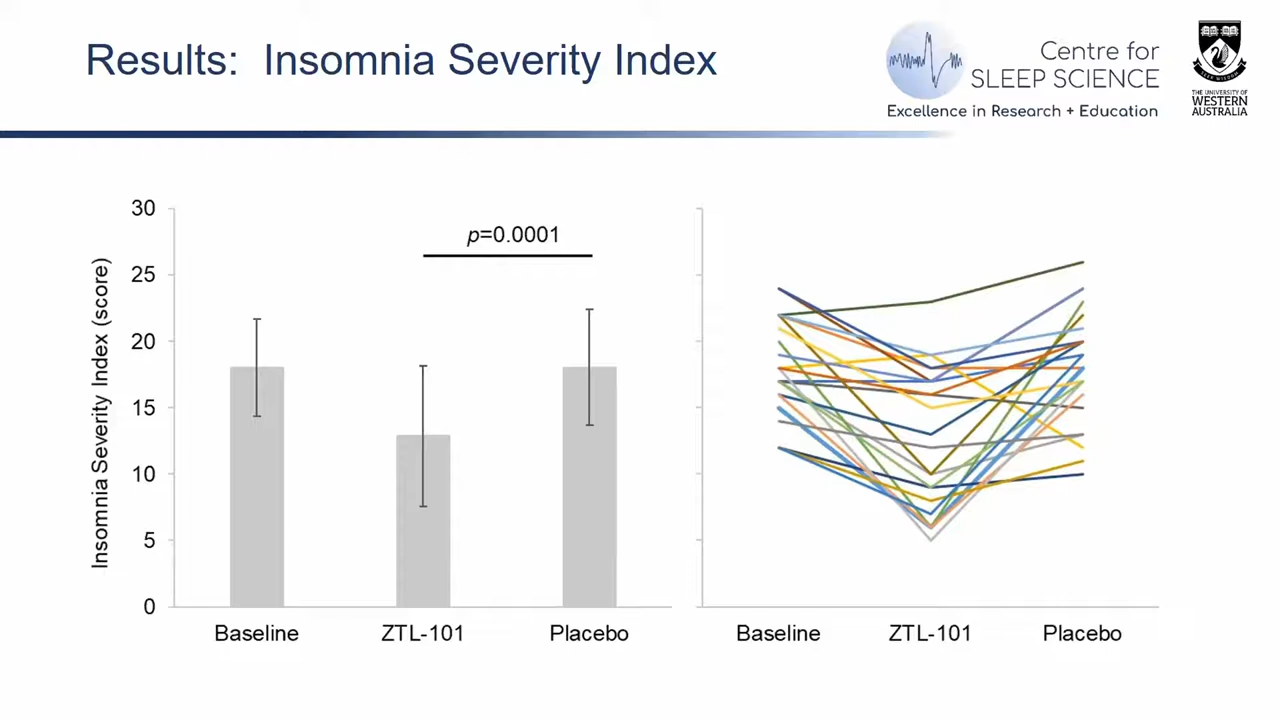 Results:  Insomnia Severity Index
Centre for
SLEEP SCIENCE
Excellence in Research + Education
SEEK WISDOM
THE UNIVERSITY OF
WESTERN
AUSTRALIA
Insomnia Severity Index (score)
30
25
20
15
10
5
0
p=0.0001
Baseline
ZTL-101
Placebo
Baseline
ZTL-101
Placebo